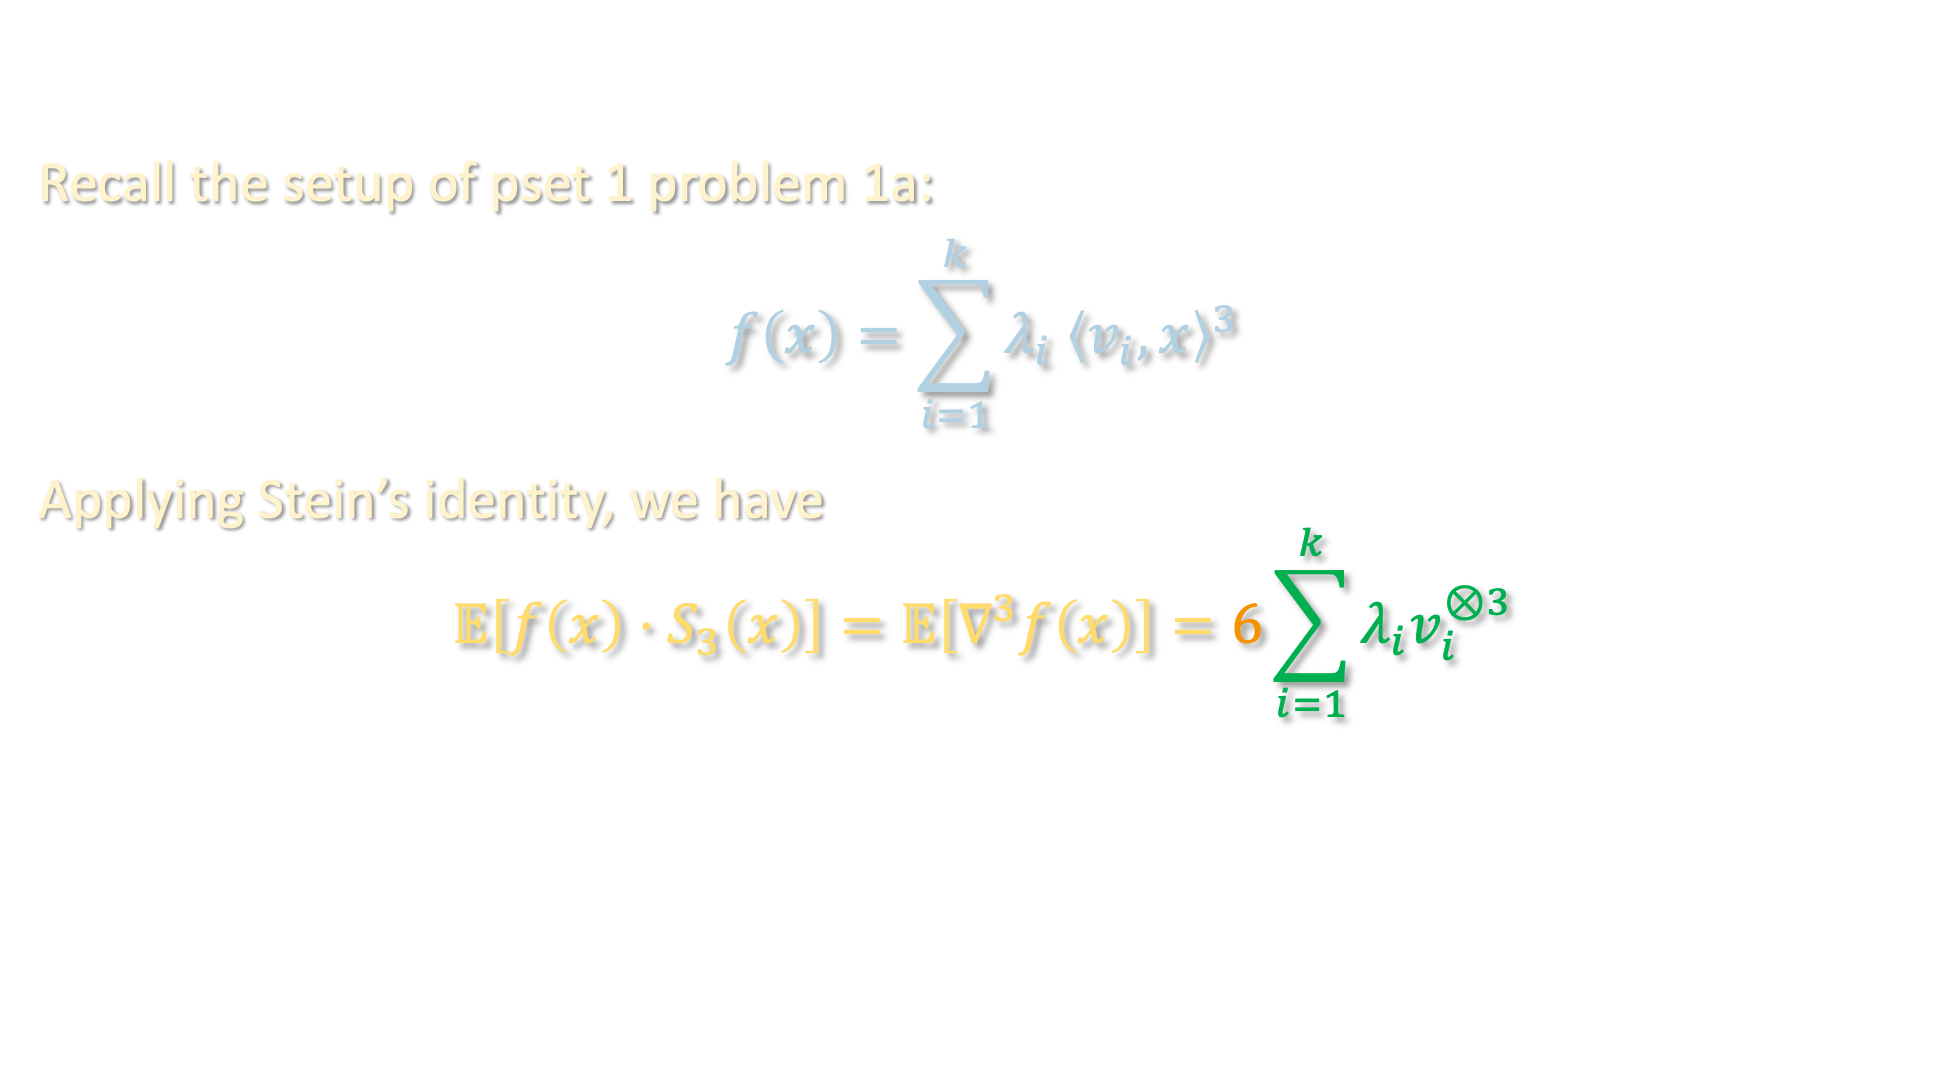 Recall the setup of pset 1 problem 1a:
f(x) = ∑_{i=1}^{k} λ_i ⟨v_i, x⟩^3
Applying Stein’s identity, we have
𝔼[f(x) · S_3(x)] = 𝔼[∇^3 f(x)] = 6 ∑_{i=1}^{k} λ_i v_i^{⊗3}